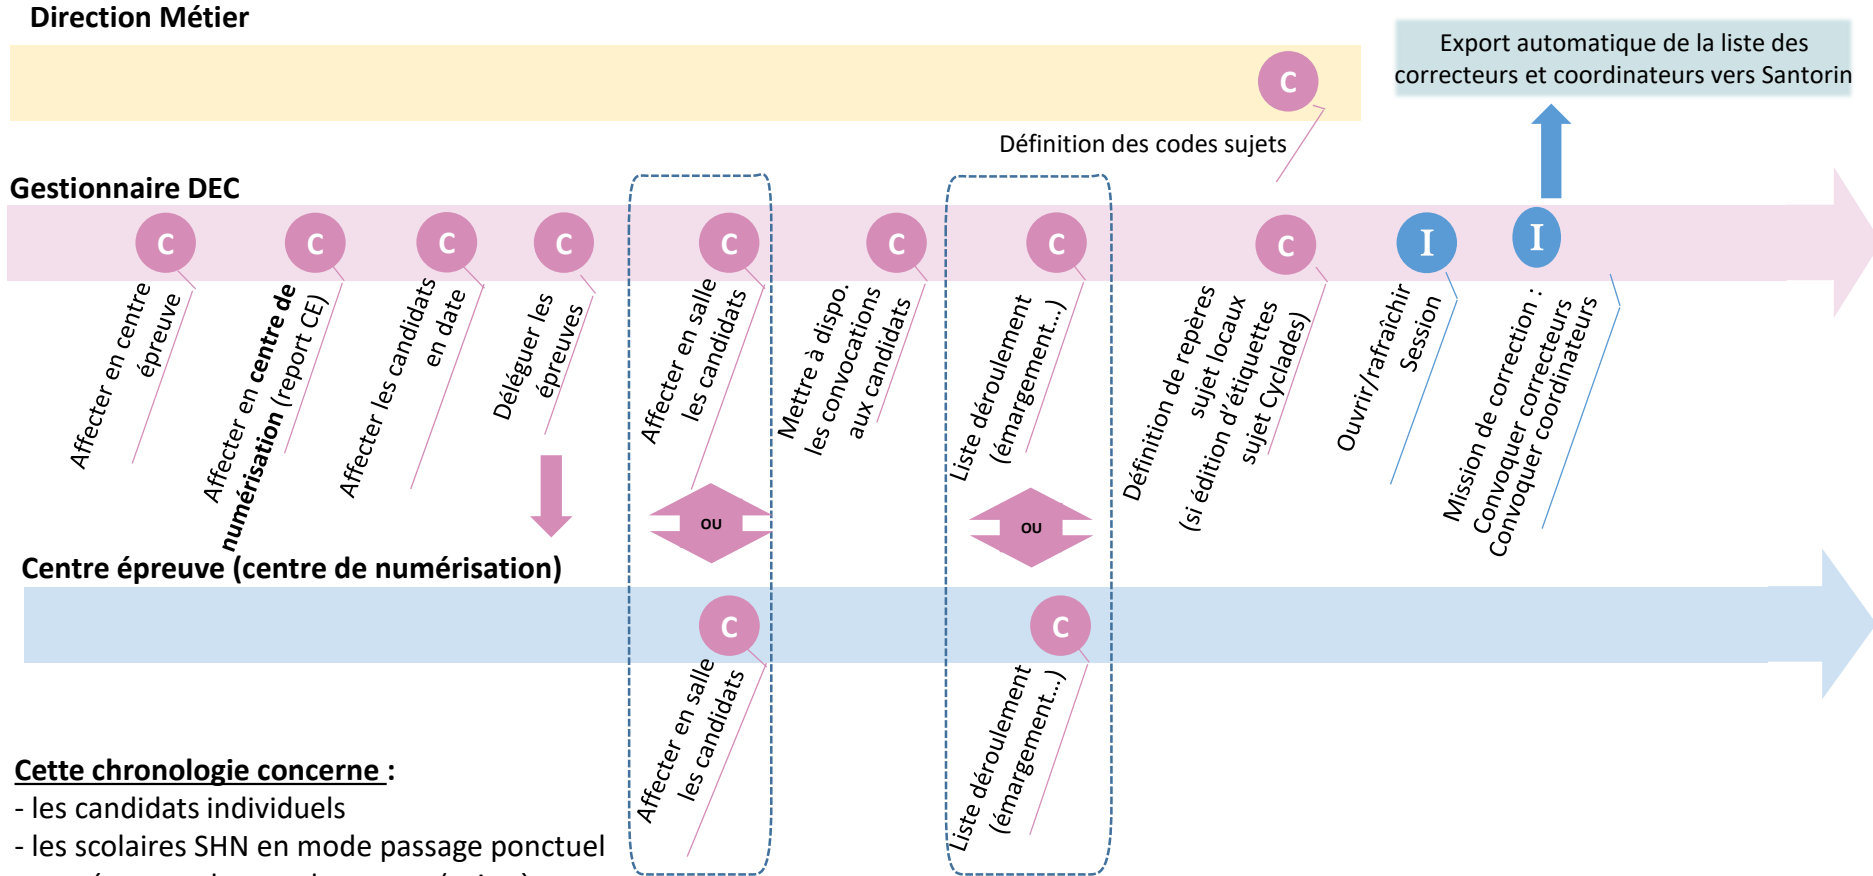 Direction Métier
Export automatique de la liste des
correcteurs et coordinateurs vers Santorin
C
Définition des codes sujets
Gestionnaire DEC
C
C
C
C
C
C
C
C
I
I
Affecter en centre
épreuve
Affecter en centre de
numérisation (report CE)
Affecter les candidats
en date
Déléguer les
épreuves
Affecter en salle
les candidats
Mettre à dispo.
les convocations
aux candidats
Liste déroulement
(émargement...)
Définition de repères
sujet locaux
(si édition d'étiquettes
sujet Cyclades)
Ouvrir/rafraîchir
Session
Mission de correction :
Convoquer correcteurs
Convoquer coordinateurs
OU
OU
Centre épreuve (centre de numérisation)
C
C
Affecter en salle
les candidats
Liste déroulement
(émargement...)
Cette chronologie concerne :
- les candidats individuels
- les scolaires SHN en mode passage ponctuel